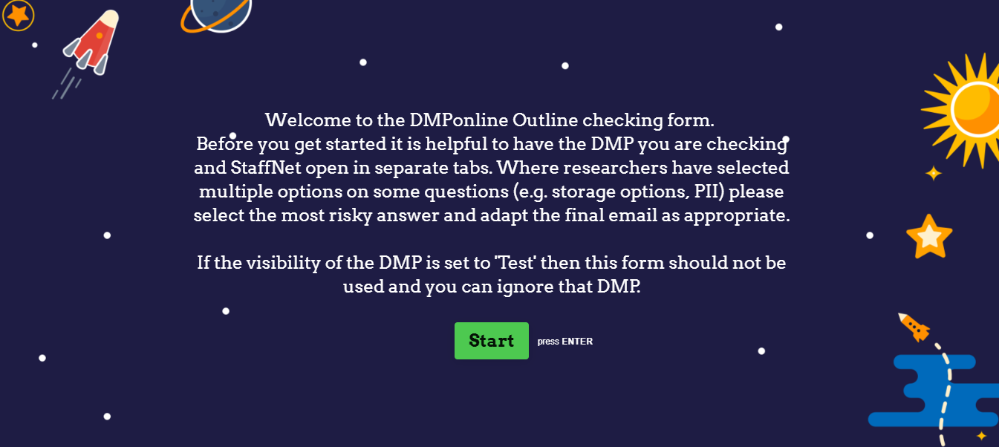 Welcome to the DMPonline Outline checking form.
Before you get started it is helpful to have the DMP you are checking
and StaffNet open in separate tabs. Where researchers have selected
multiple options on some questions (e.g. storage options, PII) please
select the most risky answer and adapt the final email as appropriate.
If the visibility of the DMP is set to 'Test' then this form should not be
used and you can ignore that DMP.
Start press ENTER